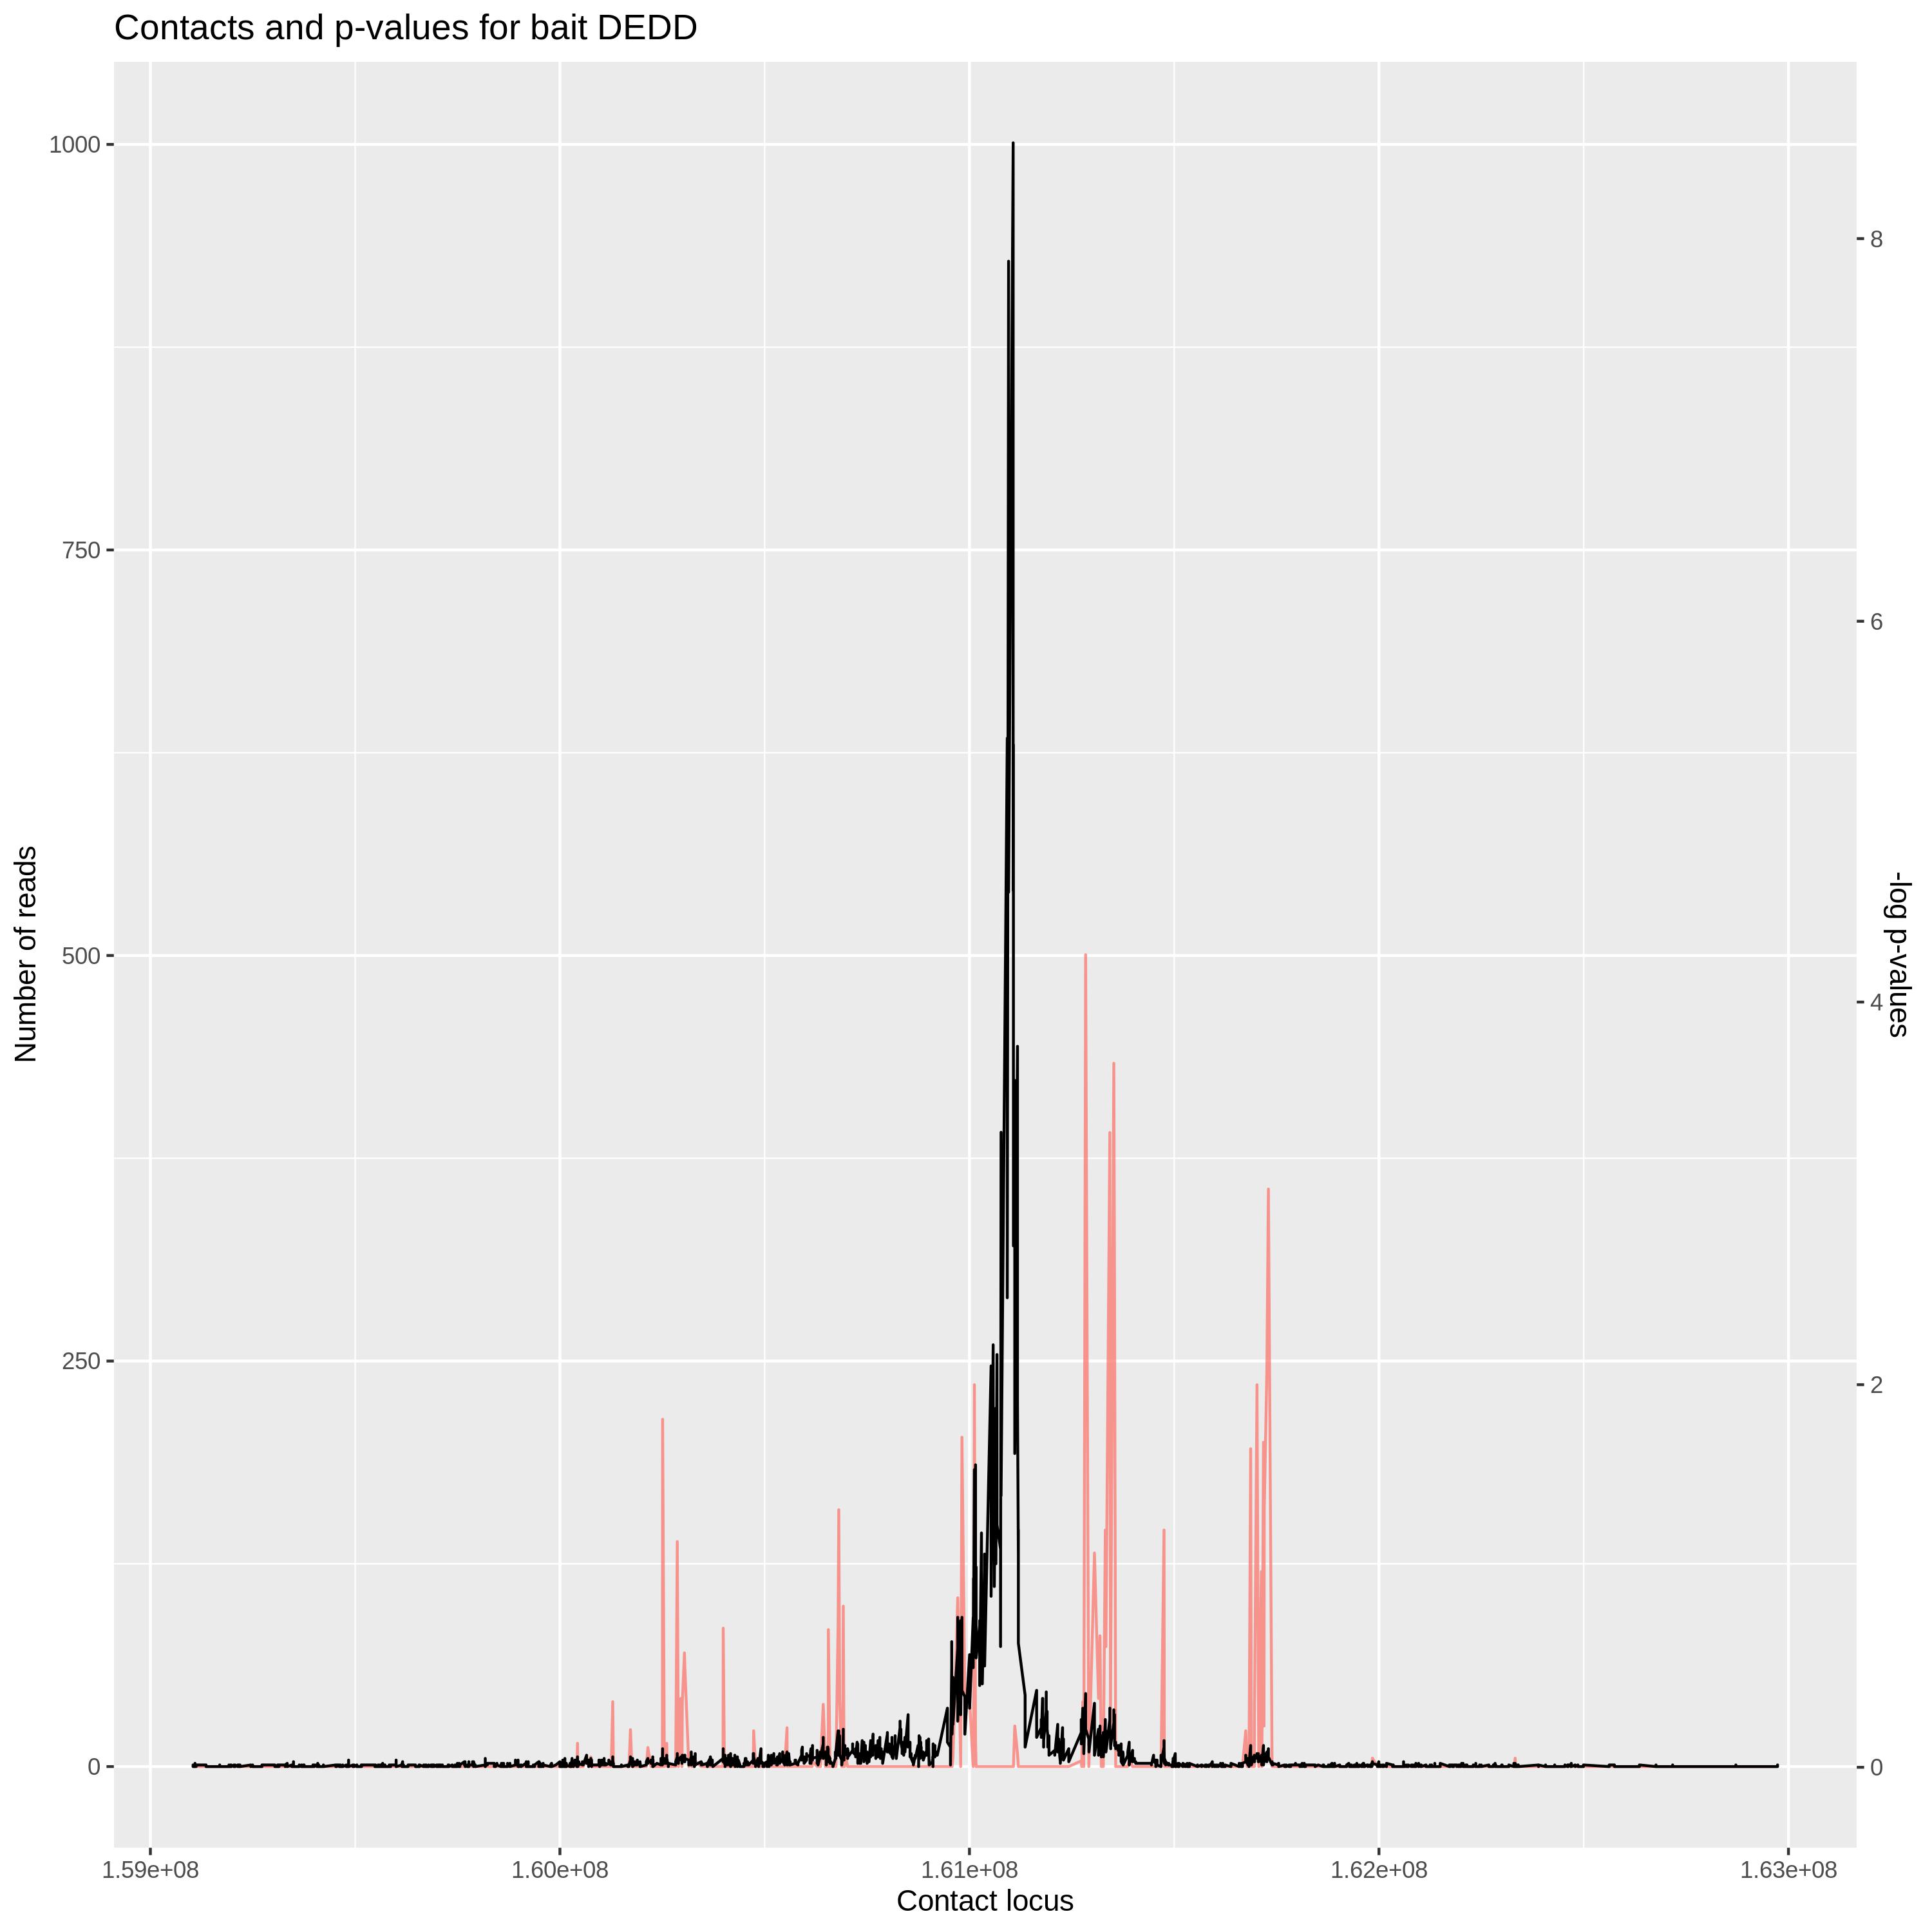 Contacts and p-values for bait DEDD
1000
750
500
250
0
Number of reads
8
6
4
2
0
-log p-values
1.59e+08
1.60e+08
1.61e+08
1.62e+08
1.63e+08
Contact locus